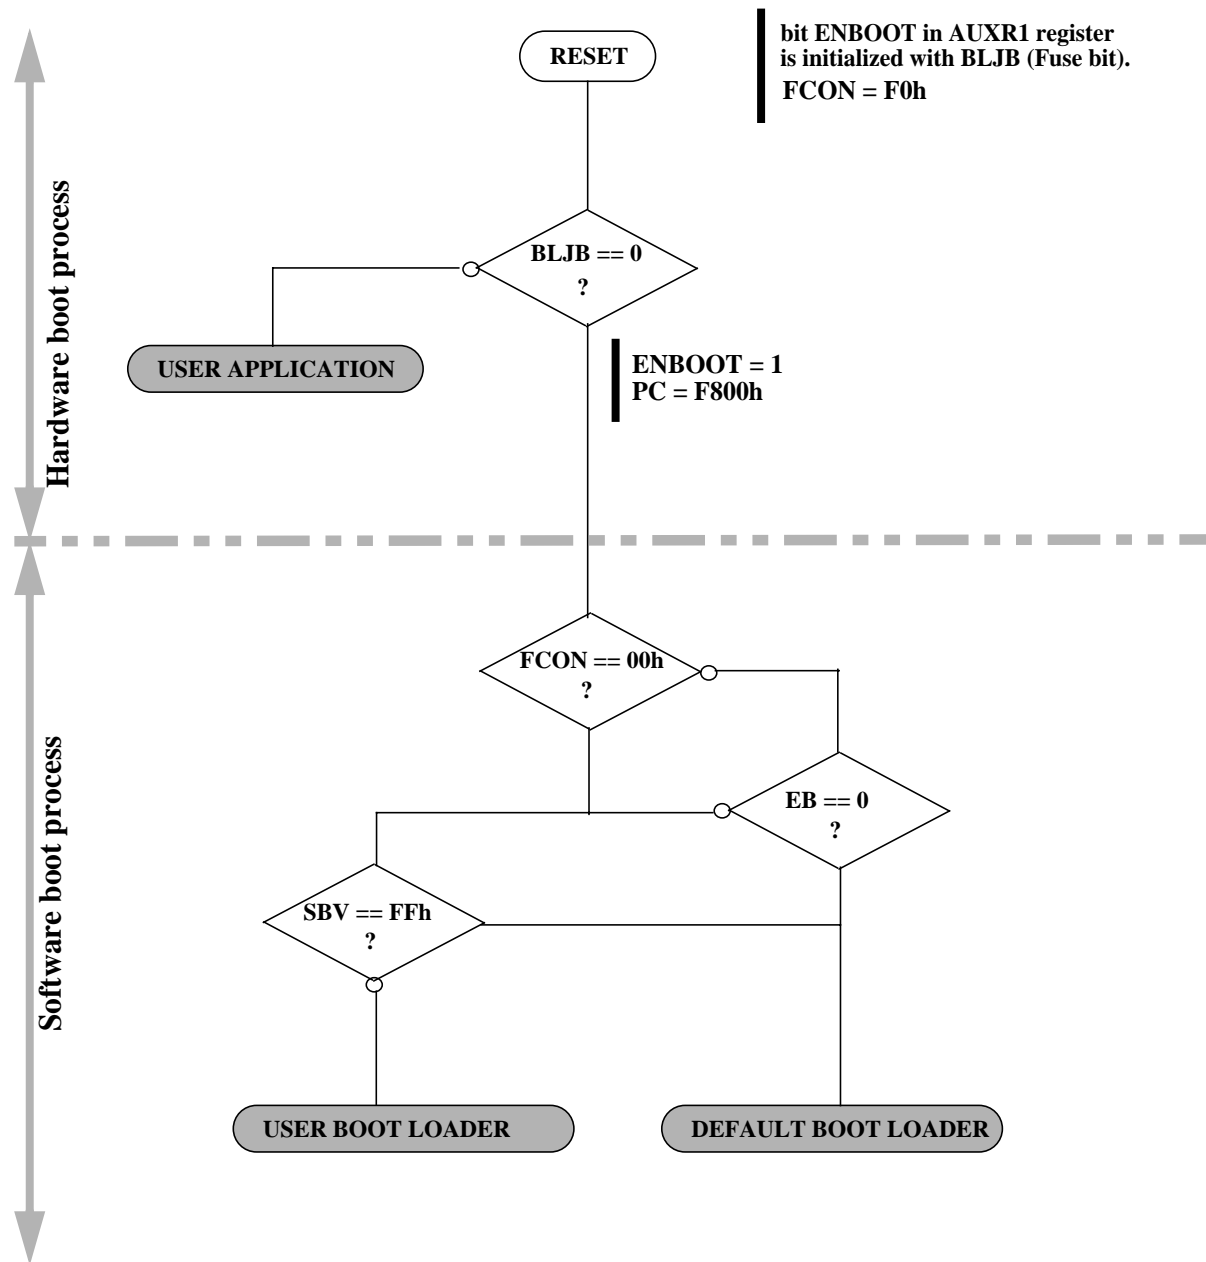 RESET
bit ENBOOT in AUXR1 register
is initialized with BLJB (Fuse bit).
FCON = F0h
Hardware boot process
BLJB == 0
?
USER APPLICATION
ENBOOT = 1
PC = F800h
Software boot process
FCON == 00h
?
EB == 0
?
SBV == FFh
?
USER BOOT LOADER
DEFAULT BOOT LOADER